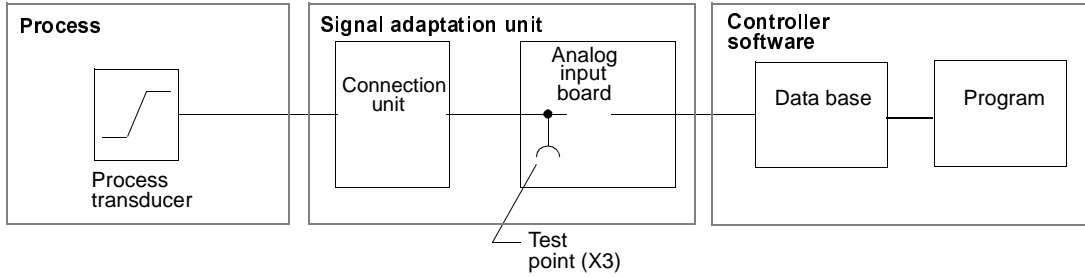 Process
Process
transducer
Signal adaptation unit
Connection
unit
Analog
input
board
Test
point (X3)
Controller
software
Data base
Program